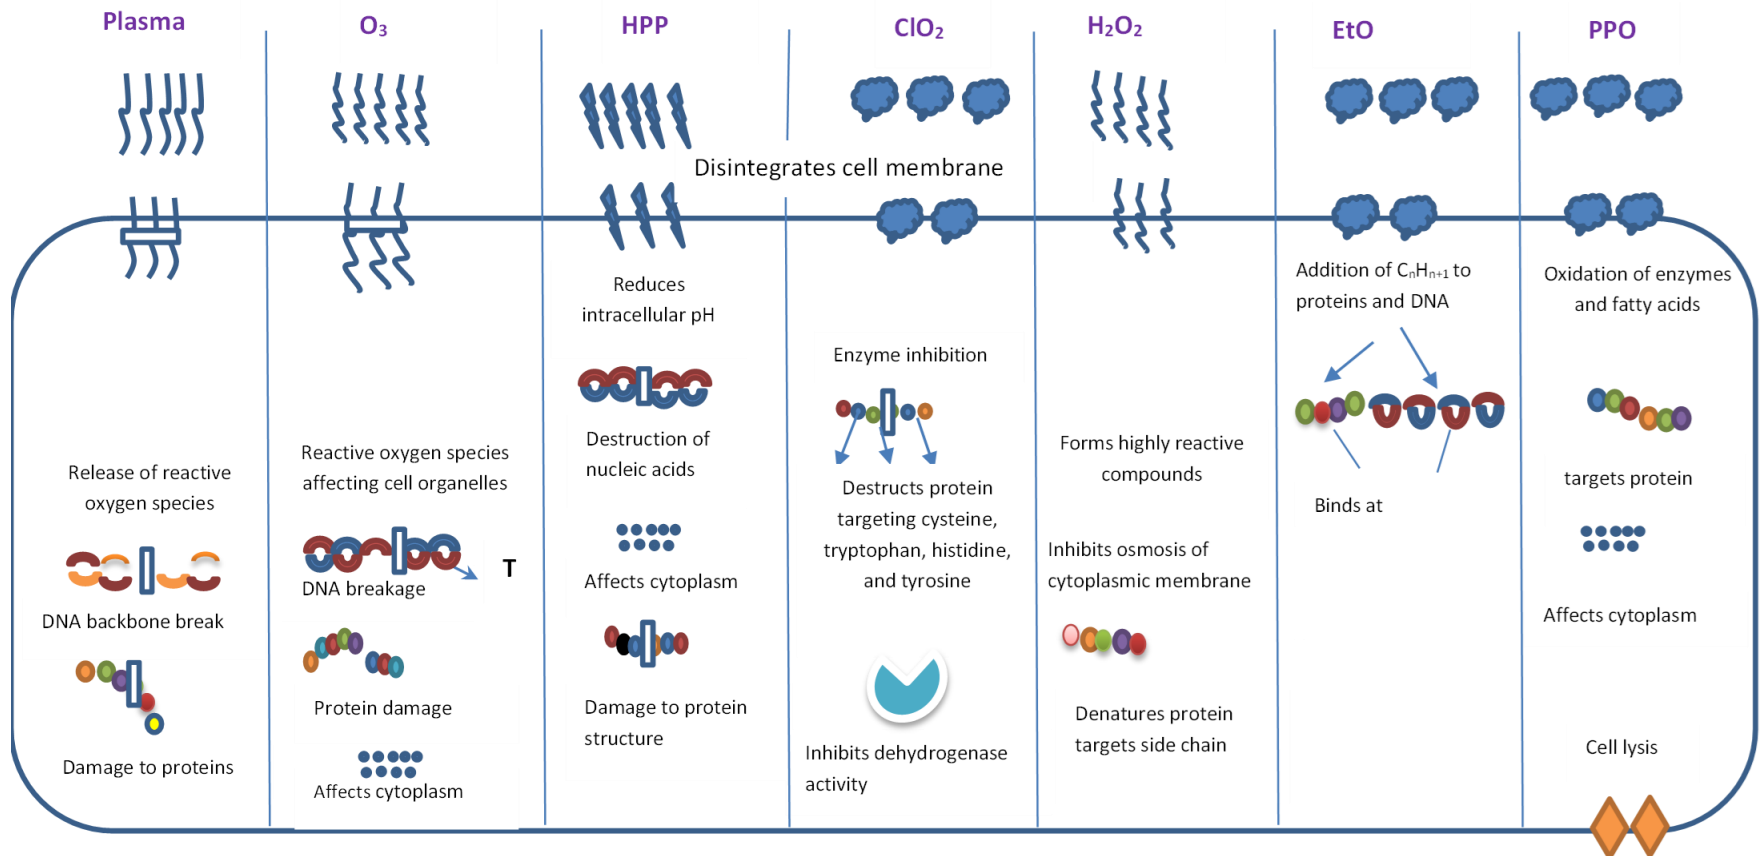 Plasma
O₃
HPP
ClO₂
H₂O₂
EtO
PPO
Disintegrates cell membrane
Release of reactive
oxygen species
DNA backbone break
Damage to proteins
Reactive oxygen species
affecting cell organelles
DNA breakage
T
Protein damage
Affects cytoplasm
Reduces
intracellular pH
Destruction of
nucleic acids
Affects cytoplasm
Damage to protein
structure
Enzyme inhibition
Destructs protein
targeting cysteine,
tryptophan, histidine,
and tyrosine
Inhibits dehydrogenase
activity
Forms highly reactive
compounds
Inhibits osmosis of
cytoplasmic membrane
Denatures protein
targets side chain
Addition of CₙHₙ₊₁ to
proteins and DNA
Binds at
Oxidation of enzymes
and fatty acids
targets protein
Affects cytoplasm
Cell lysis